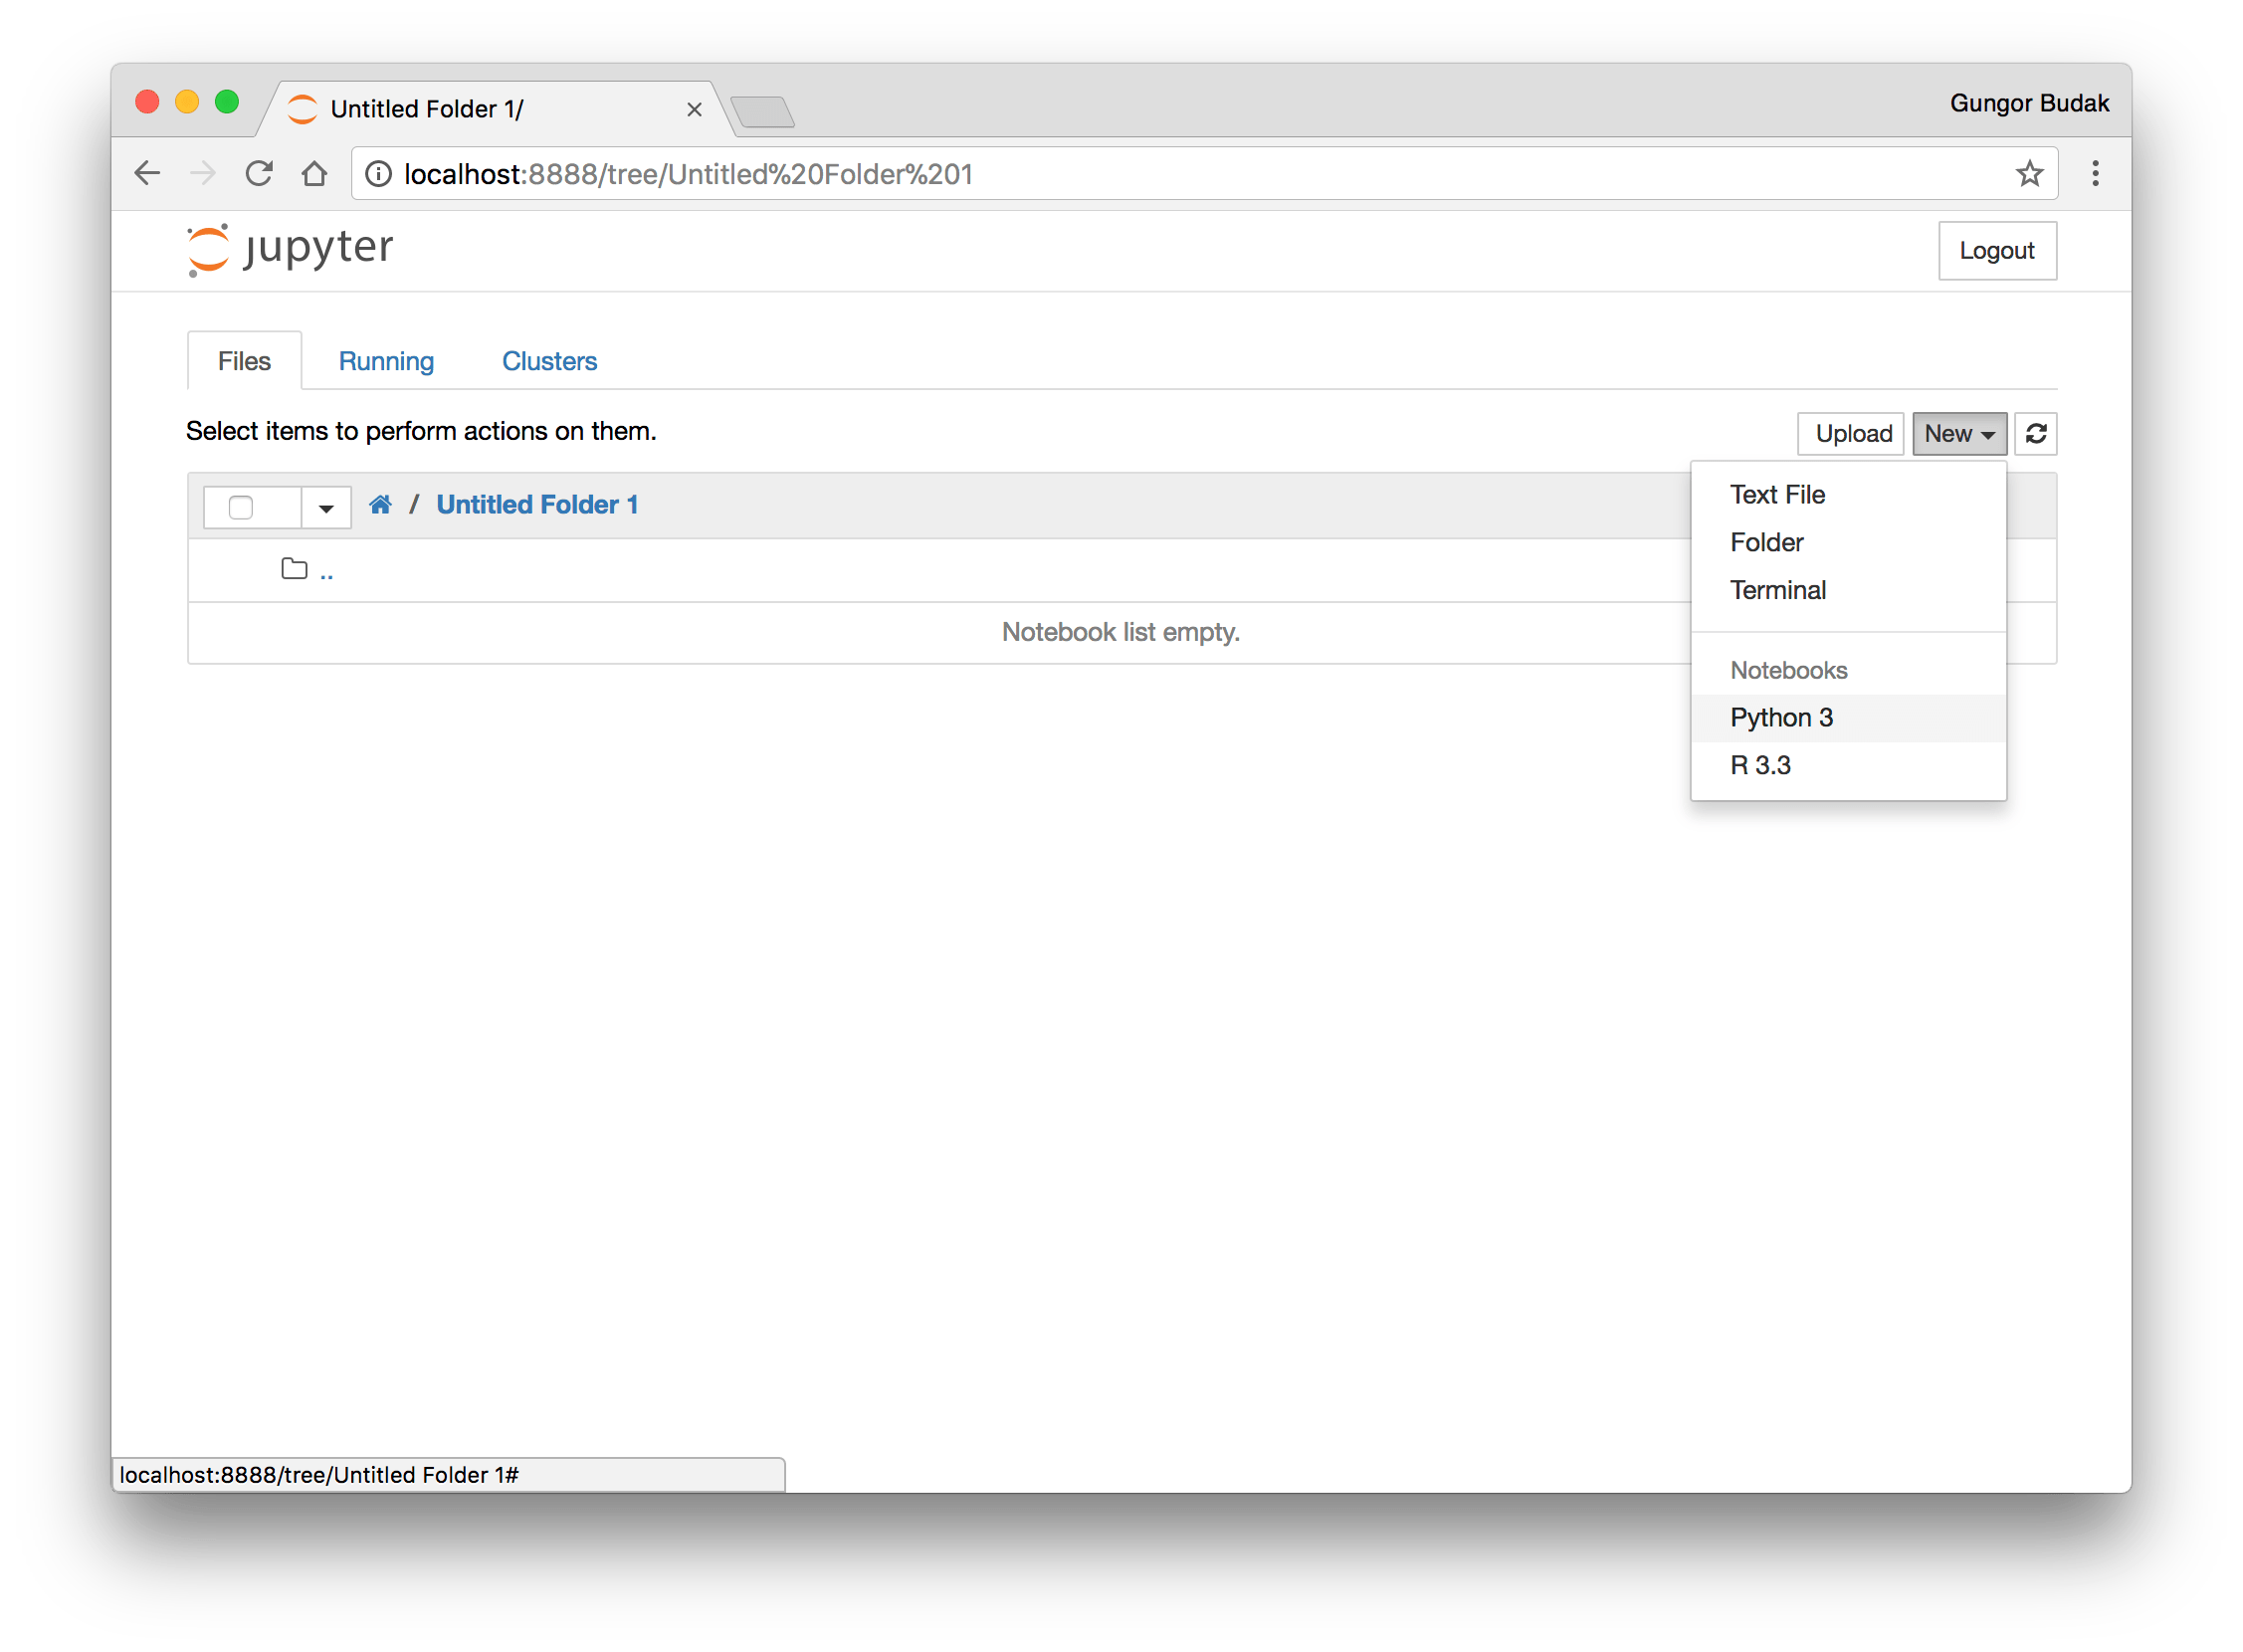 Untitled Folder 1/
Gungor Budak
localhost:8888/tree/Untitled%20Folder%201
jupyter
Logout
Files Running Clusters
Select items to perform actions on them.
Upload New
/ Untitled Folder 1
..
Notebook list empty.
Text File
Folder
Terminal
Notebooks
Python 3
R 3.3
localhost:8888/tree/Untitled Folder 1#